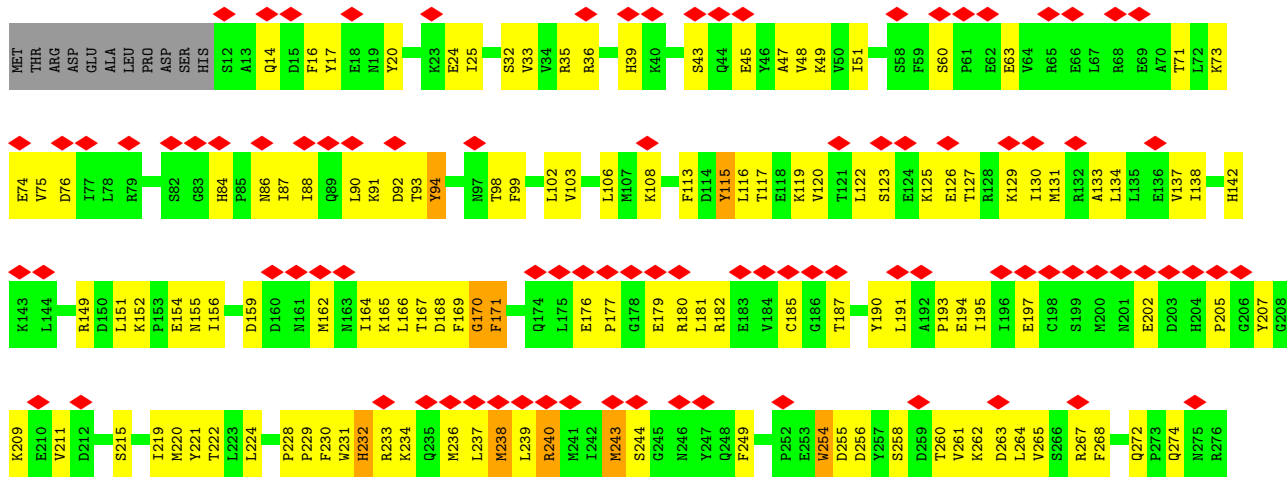 MET THR ARG ASP GLU ALA LEU PRO ASP SER HIS S12 A13 Q14 D15 F16 Y17 E18 N19 Y20 K23 E24 I25 S32 V33 V34 R35 R36 H39 K40 S43 Q44 E45 Y46 A47 V48 K49 V50 I51 S58 F59 S60 P61 E62 E63 V64 R65 E66 L67 R68 E69 A70 T71 L72 K73
E74 V75 D76 I77 L78 R79 S82 G83 H84 P85 N86 I87 I88 Q89 L90 K91 D92 T93 Y94 N97 T98 F99 L102 V103 L106 M107 K108 F113 D114 Y115 L116 T117 E118 K119 V120 T121 L122 S123 E124 K125 E126 T127 R128 K129 I130 M131 R132 A133 L134 L135 E136 V137 I138 H142
K143 L144 R149 D150 L151 K152 P153 E154 N155 I156 D159 D160 N161 M162 N163 I164 K165 L166 T167 D168 F169 G170 F171 Q174 L175 E176 P177 G178 E179 R180 L181 R182 E183 V184 C185 G186 T187 Y190 L191 A192 P193 E194 I195 I196 E197 C198 S199 M200 N201 E202 D203 H204 P205 G206 Y207 G208
K209 E210 V211 D212 S215 I219 M220 Y221 T222 L223 L224 P228 P229 F230 W231 H232 R233 K234 Q235 M236 L237 M238 L239 R240 M241 I242 M243 S244 G245 N246 Y247 Q248 F249 P252 E253 W254 D255 D256 Y257 S258 D259 T260 V261 K262 D263 L264 V265 S266 R267 F268 Q272 P273 Q274 N275 R276